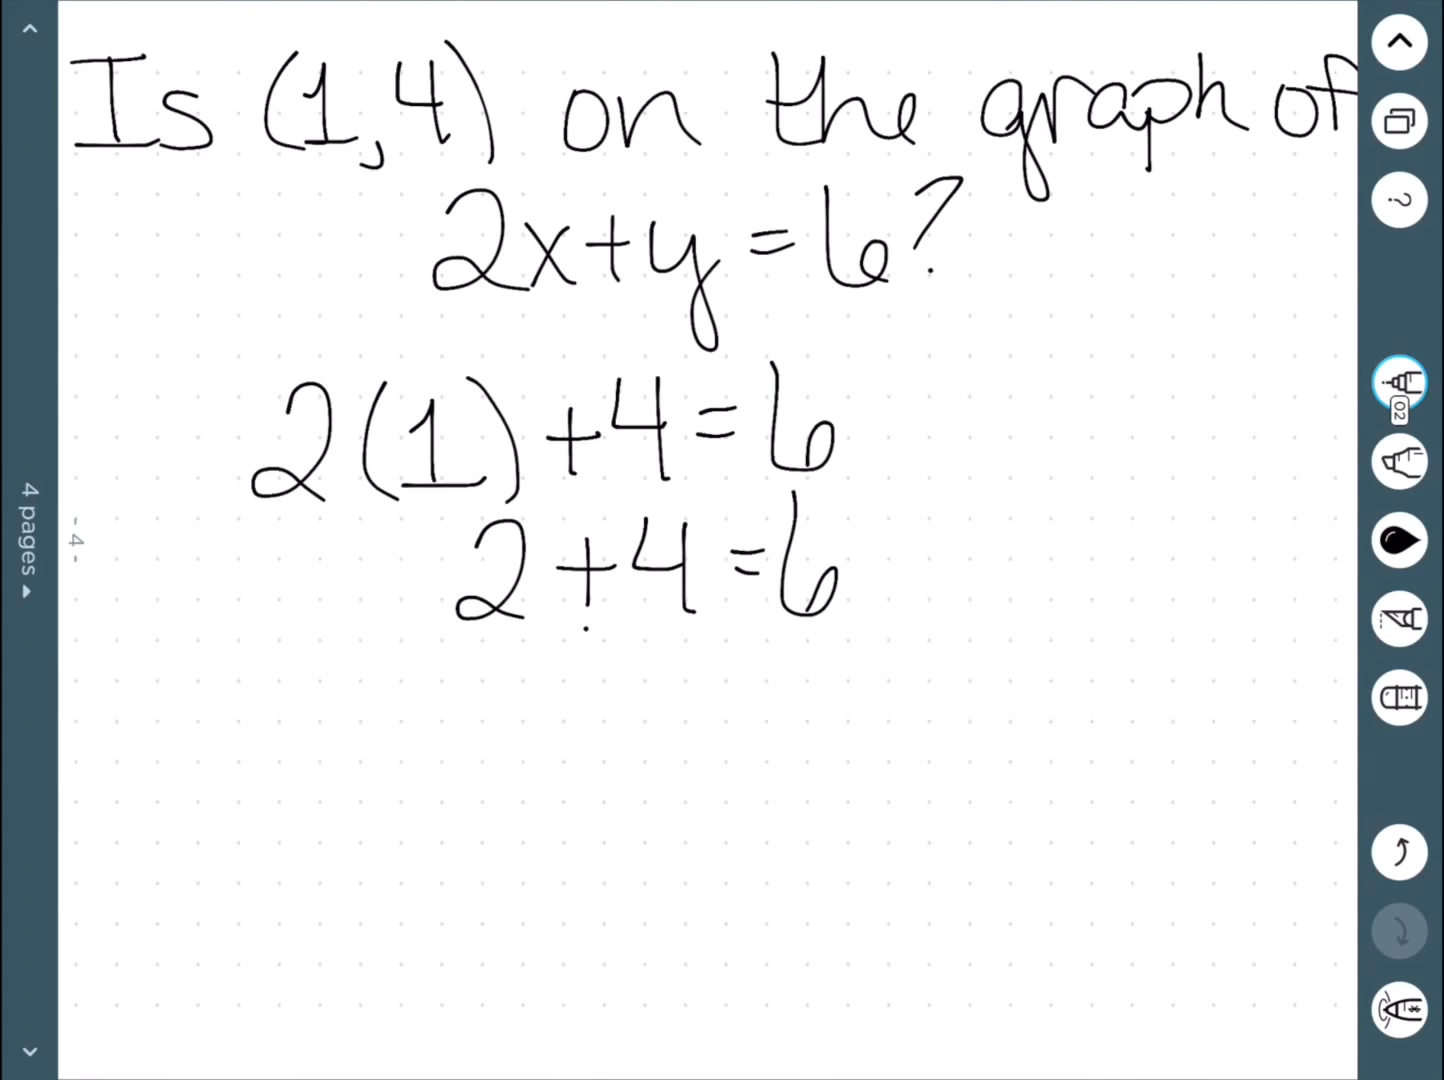 Is (1,4) on the graph of
2x+y=6?
2(1)+4=6
2+4=6
4 pages
- 4 -
?
02